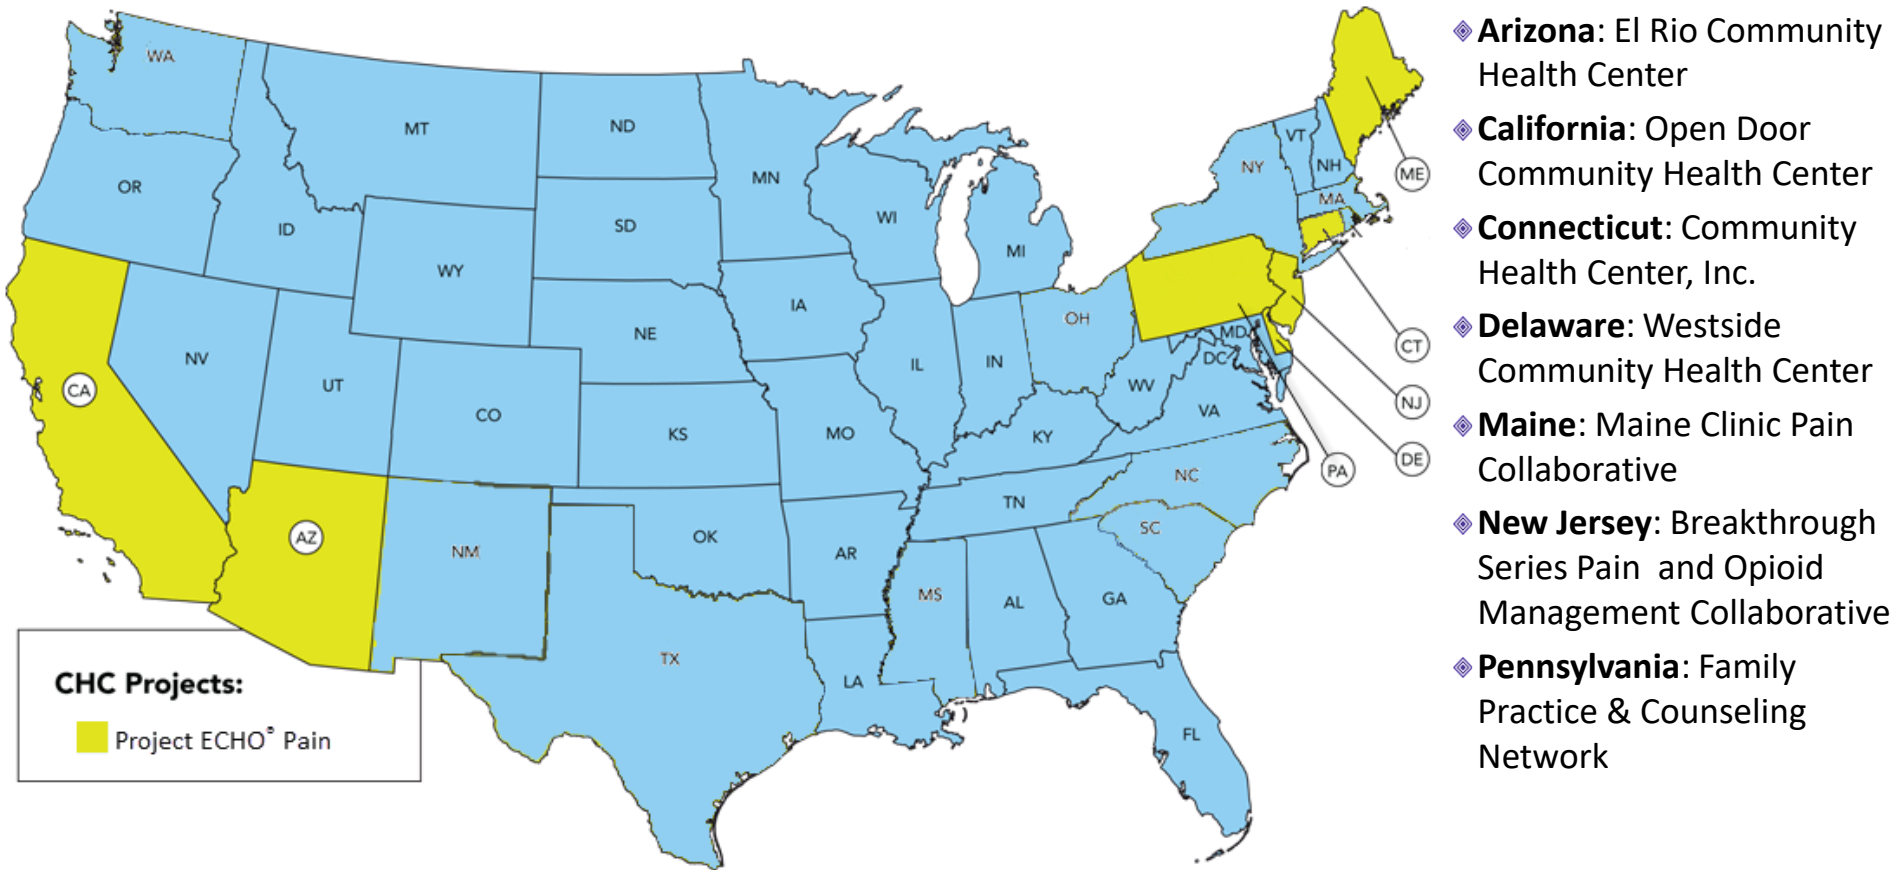 WA
MT
ND
MN
OR
ID
SD
WI
WY
MI
NY
VT
NH
MA
ME
IA
NE
OH
NV
UT
IL
IN
MD
DC
CT
CA
CO
KS
MO
WV
VA
KY
NJ
DE
PA
AZ
NM
OK
AR
TN
NC
SC
MS
AL
GA
TX
LA
FL
CHC Projects:
Project ECHO® Pain
Arizona: El Rio Community
Health Center
California: Open Door
Community Health Center
Connecticut: Community
Health Center, Inc.
Delaware: Westside
Community Health Center
Maine: Maine Clinic Pain
Collaborative
New Jersey: Breakthrough
Series Pain  and Opioid
Management Collaborative
Pennsylvania: Family
Practice & Counseling
Network